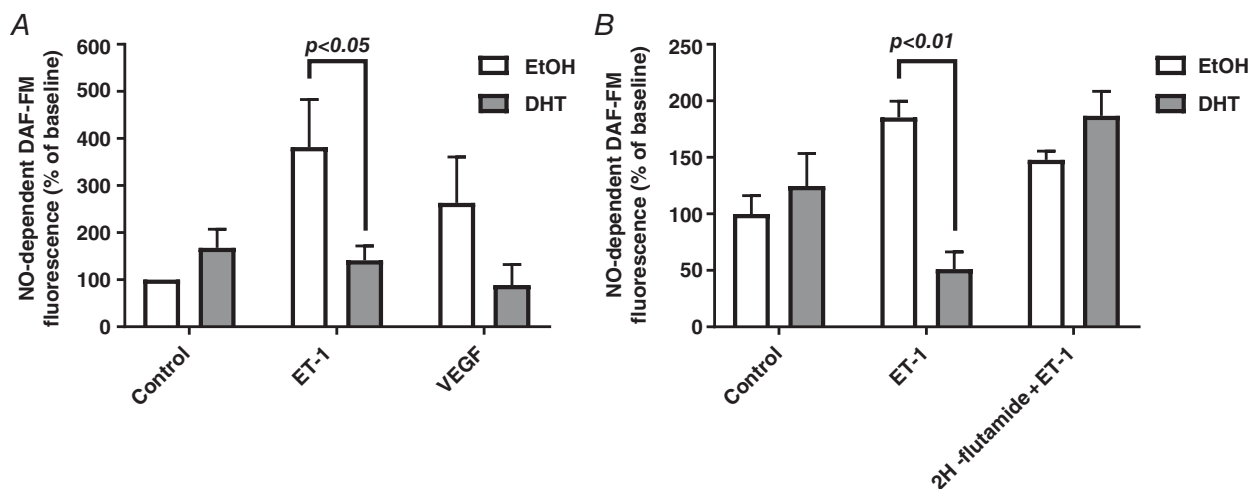 A
NO-dependent DAF-FM
fluorescence (% of baseline)
600
500
400
300
200
100
0
p<0.05
EtOH
DHT
Control
ET-1
VEGF
B
NO-dependent DAF-FM
fluorescence (% of baseline)
250
200
150
100
50
0
p<0.01
EtOH
DHT
Control
ET-1
2H -flutamide+ET-1